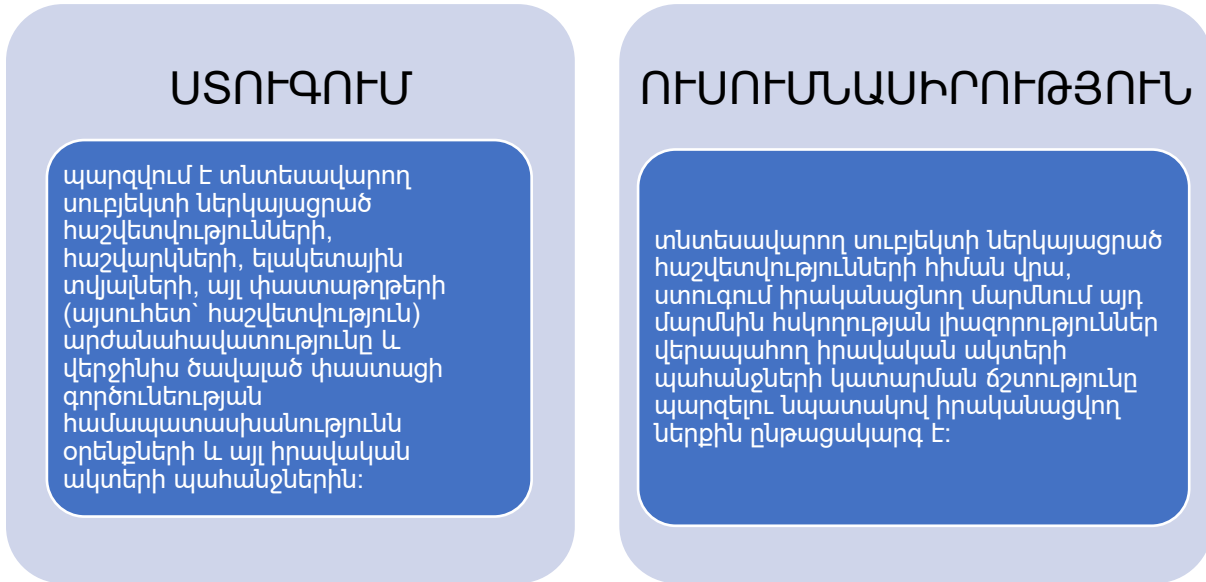 ՍՏՈՒԳՈՒՄ
պարզվում է տնտեսավարող
սուբյեկտի ներկայացրած
հաշվետվությունների,
հաշվարկների, ելակետային
տվյալների, այլ փաստաթղթերի
(այսուհետ` հաշվետվություն)
արժանահավատությունը և
վերջինիս ծավալած փաստացի
գործունեության
համապատասխանությունն
օրենքների և այլ իրավական
ակտերի պահանջներին:
ՈՒՍՈՒՄՆԱՍԻՐՈՒԹՅՈՒՆ
տնտեսավարող սուբյեկտի ներկայացրած
հաշվետվությունների հիման վրա,
ստուգում իրականացնող մարմնում այդ
մարմնին հսկողության լիազորություններ
վերապահող իրավական ակտերի
պահանջների կատարման ճշտությունը
պարզելու նպատակով իրականացվող
ներքին ընթացակարգ է: